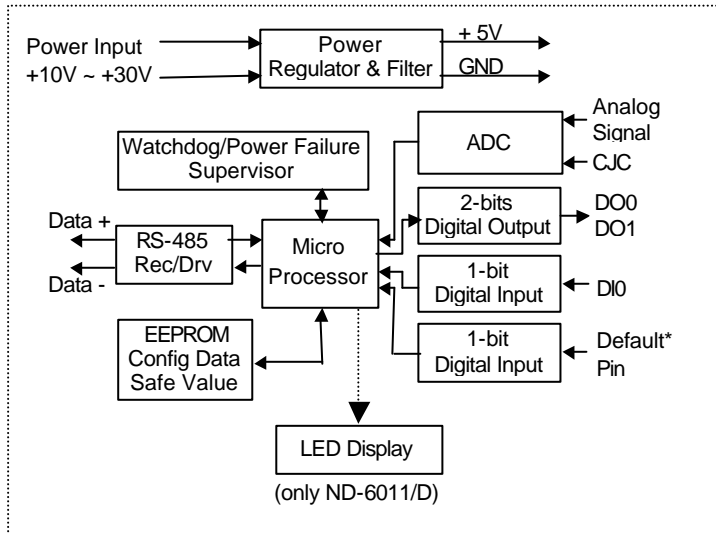 Power Input
+10V ~ +30V
Power
Regulator & Filter
+ 5V
GND
Watchdog/Power Failure
Supervisor
ADC
Analog
Signal
CJC
2-bits
Digital Output
DO0
DO1
Data +
Data -
RS-485
Rec/Drv
Micro
Processor
1-bit
Digital Input
DI0
EEPROM
Config Data
Safe Value
1-bit
Digital Input
Default*
Pin
LED Display
(only ND-6011/D)